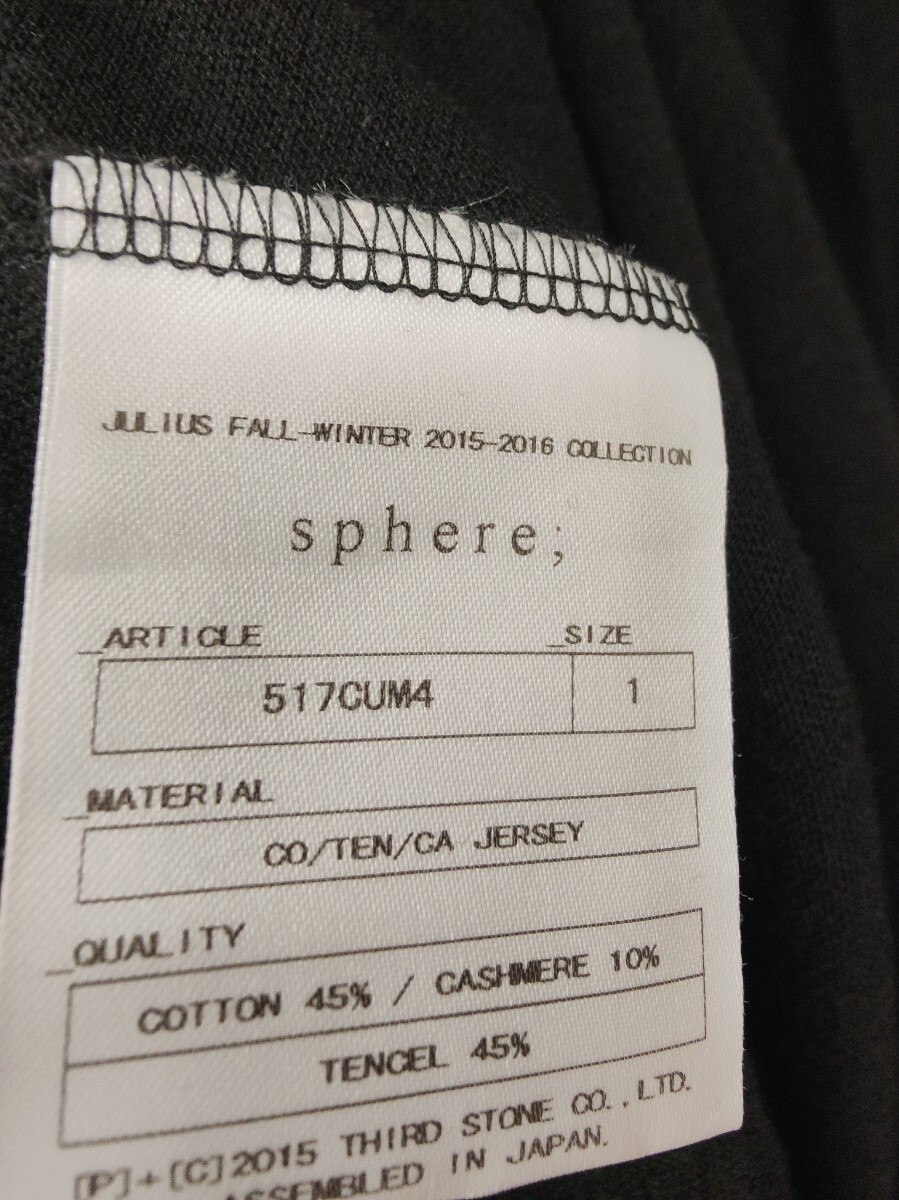 JULIUS FALL-WINTER 2015-2016 COLLECTION
sphere;
_ARTICLE _SIZE
517CUM4 1
_MATERIAL
CO/TEN/CA JERSEY
_QUALITY
COTTON 45% / CASHMERE 10%
TENCEL 45%
[P]+[C]2015 THIRD STONE CO.,LTD.
ASSEMBLED IN JAPAN.